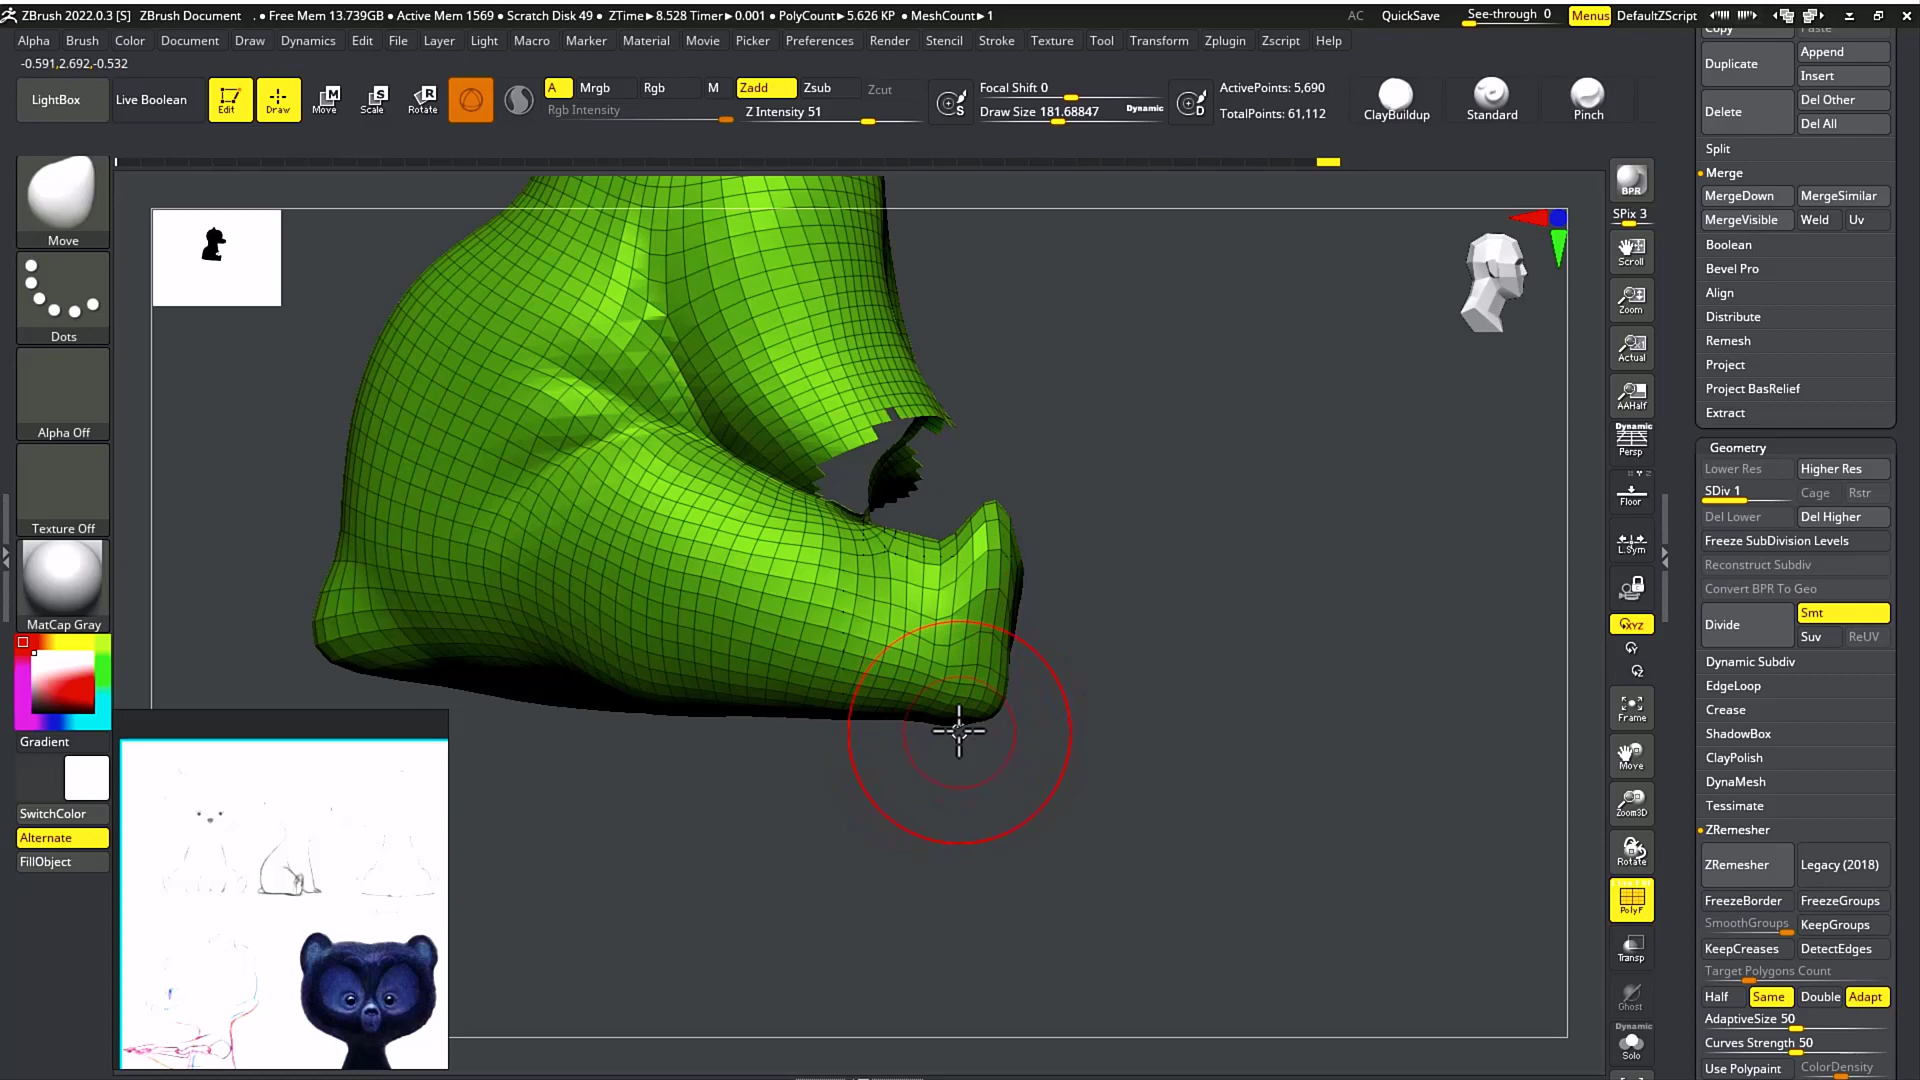 ZBrush 2022.0.3 [S] ZBrush Document . ● Free Mem 13.739GB ● Active Mem 1569 ● Scratch Disk 49 ● ZTime▶8.528 Timer▶0.001 ● PolyCount▶5.626 KP ● MeshCount▶1 AC QuickSave See-through 0 Menus DefaultZScript
Alpha Brush Color Document Draw Dynamics Edit File Layer Light Macro Marker Material Movie Picker Preferences Render Stencil Stroke Texture Tool Transform Zplugin Zscript Help
-0.591,2.692,-0.532
LightBox Live Boolean Edit Draw Move Scale Rotate
A Mrgb Rgb M Zadd Zsub Zcut
Rgb Intensity Z Intensity 51
S Focal Shift 0
Draw Size 181.68847 Dynamic
D ActivePoints: 5,690
TotalPoints: 61,112
ClayBuildup Standard Pinch
Move
Dots
Alpha Off
Texture Off
MatCap Gray
Gradient
SwitchColor
Alternate
FillObject
BPR
SPix 3
Scroll
Zoom
Actual
AAHalf
Dynamic
Persp
Floor
L.Sym
XYZ
Frame
Move
Zoom3D
Rotate
PolyF
Transp
Ghost
Dynamic
Solo
Copy Paste
Append
Duplicate
Insert
Del Other
Delete
Del All
Split
Merge
MergeDown MergeSimilar
MergeVisible Weld Uv
Boolean
Bevel Pro
Align
Distribute
Remesh
Project
Project BasRelief
Extract
Geometry
Lower Res Higher Res
SDiv 1 Cage Rstr
Del Lower Del Higher
Freeze SubDivision Levels
Reconstruct Subdiv
Convert BPR To Geo
Divide Smt
Suv ReUV
Dynamic Subdiv
EdgeLoop
Crease
ShadowBox
ClayPolish
DynaMesh
Tessimate
ZRemesher
ZRemesher Legacy (2018)
FreezeBorder FreezeGroups
SmoothGroups KeepGroups
KeepCreases DetectEdges
Target Polygons Count
Half Same Double Adapt
AdaptiveSize 50
Curves Strength 50
Use Polypaint ColorDensity